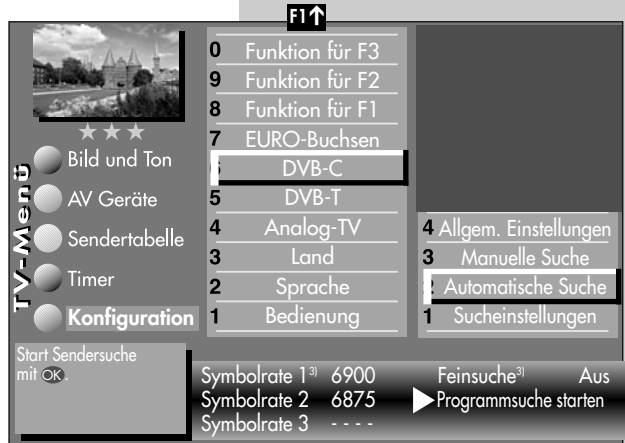 F1↑
0 Funktion für F3
9 Funktion für F2
8 Funktion für F1
7 EURO-Buchsen
6 DVB-C
5 DVB-T
4 Analog-TV
3 Land
2 Sprache
1 Bedienung
TV-Menü
Bild und Ton
AV Geräte
Sendertabelle
Timer
Konfiguration
4 Allgem. Einstellungen
3 Manuelle Suche
2 Automatische Suche
1 Sucheinstellungen
Start Sendersuche
mit OK.
Symbolrate 1³⁾ 6900
Symbolrate 2 6875
Symbolrate 3 - - - -
Feinsuche³⁾ Aus
Programmsuche starten